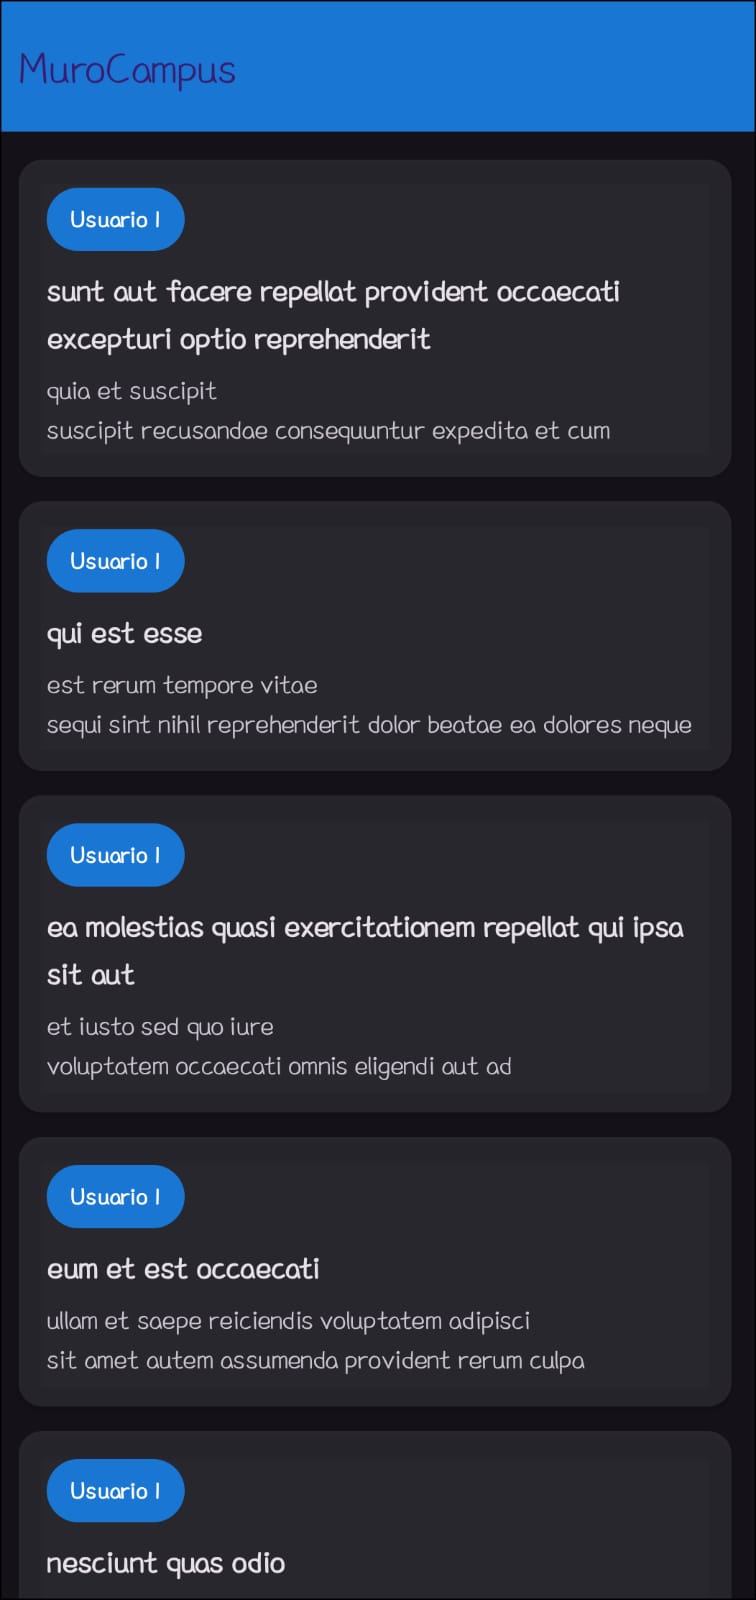 MuroCampus
Usuario 1
sunt aut facere repellat provident occaecati
excepturi optio reprehenderit
quia et suscipit
suscipit recusandae consequuntur expedita et cum
Usuario 1
qui est esse
est rerum tempore vitae
sequi sint nihil reprehenderit dolor beatae ea dolores neque
Usuario 1
ea molestias quasi exercitationem repellat qui ipsa
sit aut
et iusto sed quo iure
voluptatem occaecati omnis eligendi aut ad
Usuario 1
eum et est occaecati
ullam et saepe reiciendis voluptatem adipisci
sit amet autem assumenda provident rerum culpa
Usuario 1
nesciunt quas odio